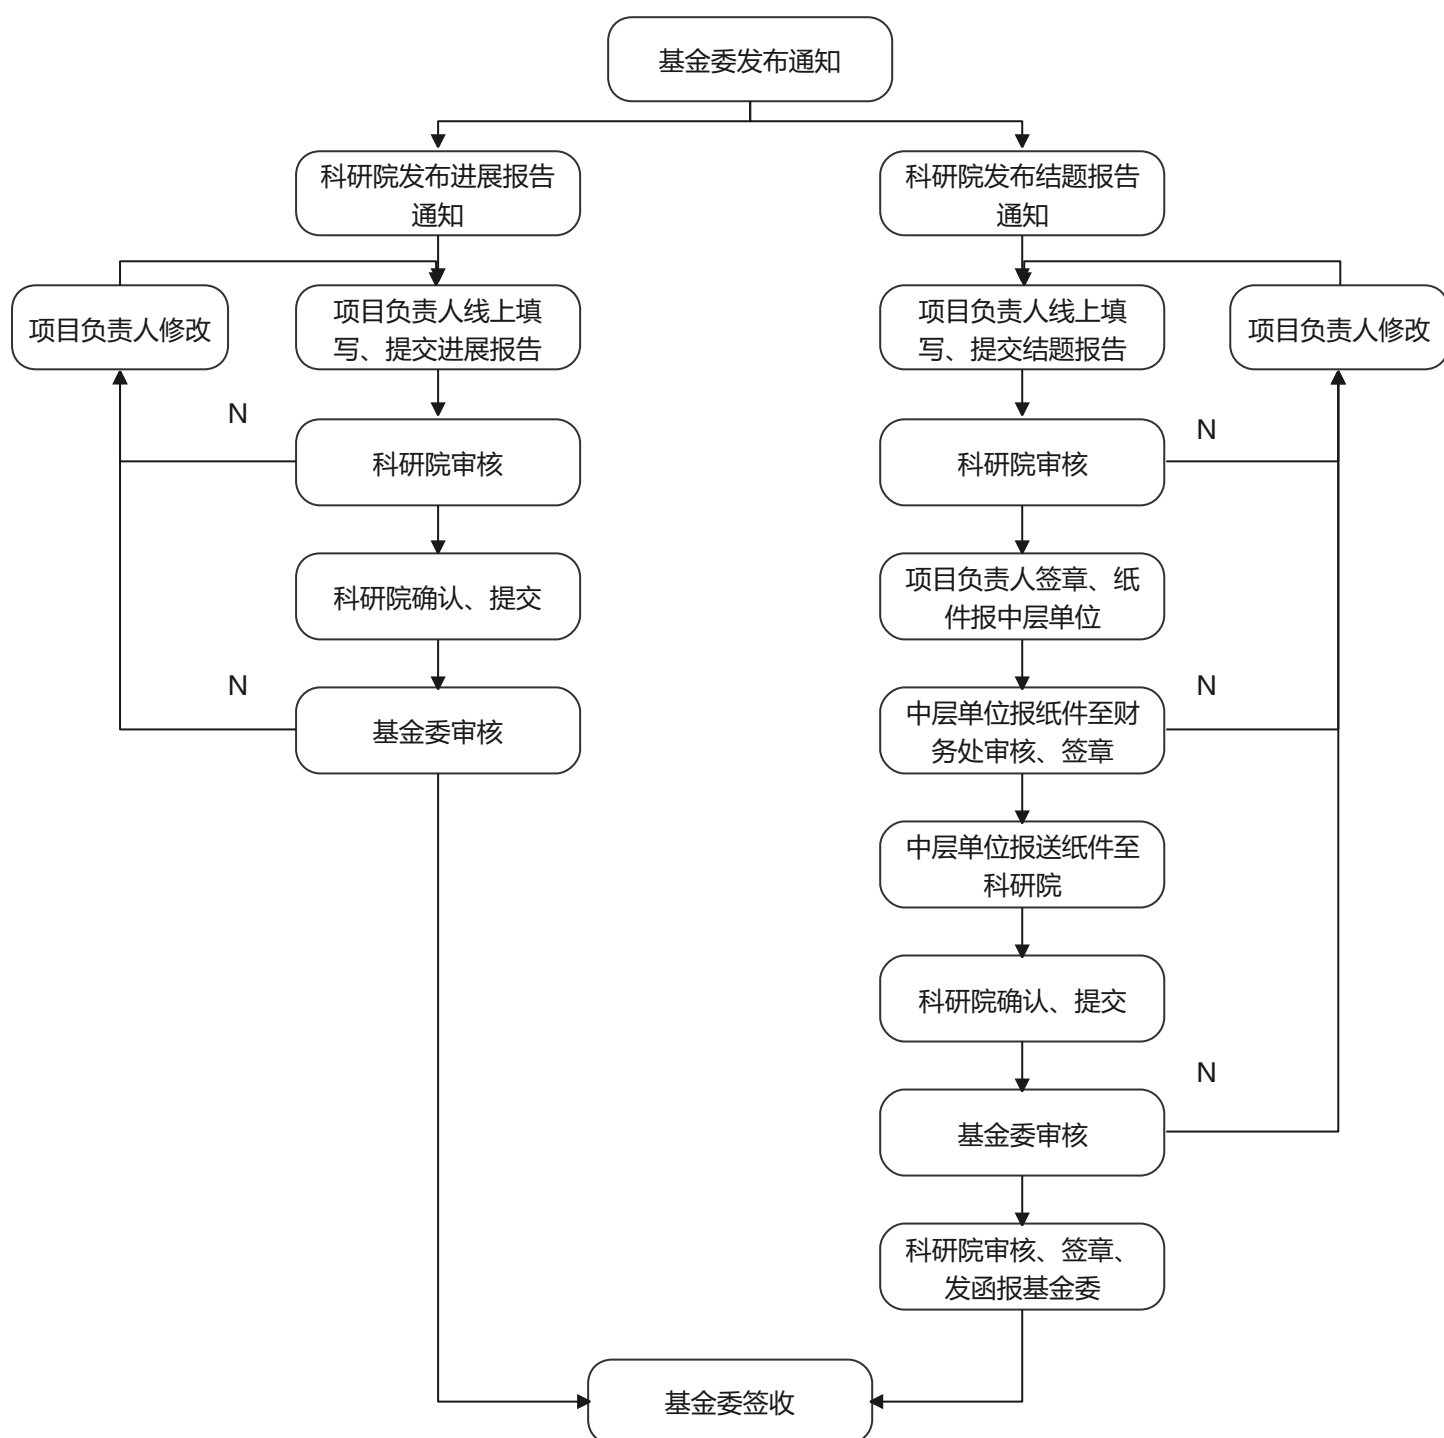 基金委发布通知
科研院发布进展报告
通知
科研院发布结题报告
通知
项目负责人修改
项目负责人线上填
写、提交进展报告
项目负责人线上填
写、提交结题报告
项目负责人修改
N
N
科研院审核
科研院审核
科研院确认、提交
项目负责人签章、纸
件报中层单位
N
N
基金委审核
中层单位报纸件至财
务处审核、签章
中层单位报送纸件至
科研院
科研院确认、提交
N
基金委审核
科研院审核、签章、
发函报基金委
基金委签收